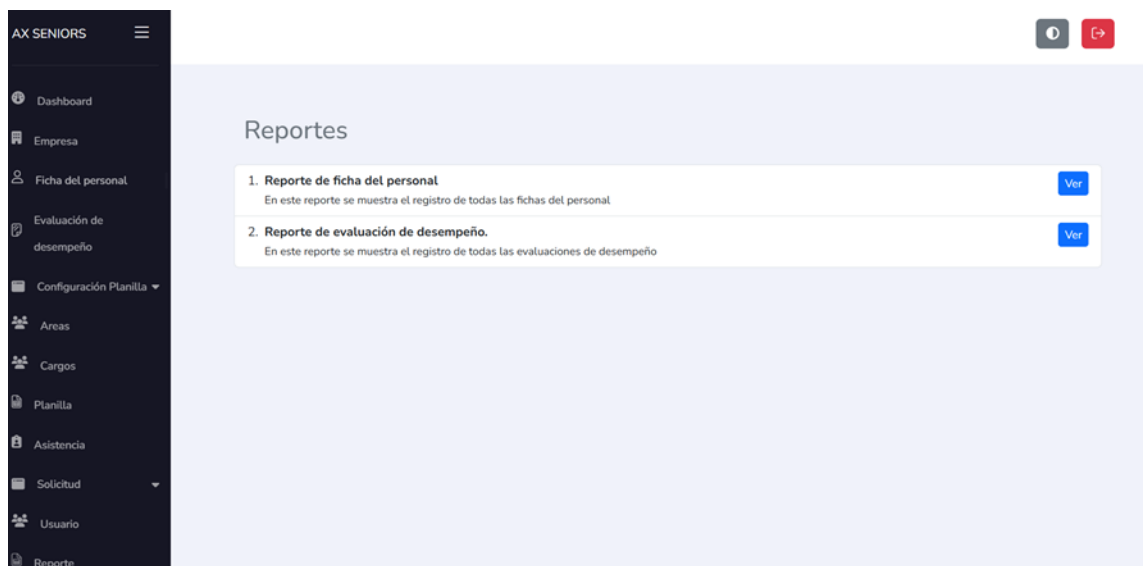 AX SENIORS
Dashboard
Empresa
Ficha del personal
Evaluación de
desempeño
Configuración Planilla
Areas
Cargos
Planilla
Asistencia
Solicitud
Usuario
Reporte
Reportes
1. Reporte de ficha del personal
Ver
En este reporte se muestra el registro de todas las fichas del personal
2. Reporte de evaluación de desempeño.
Ver
En este reporte se muestra el registro de todas las evaluaciones de desempeño